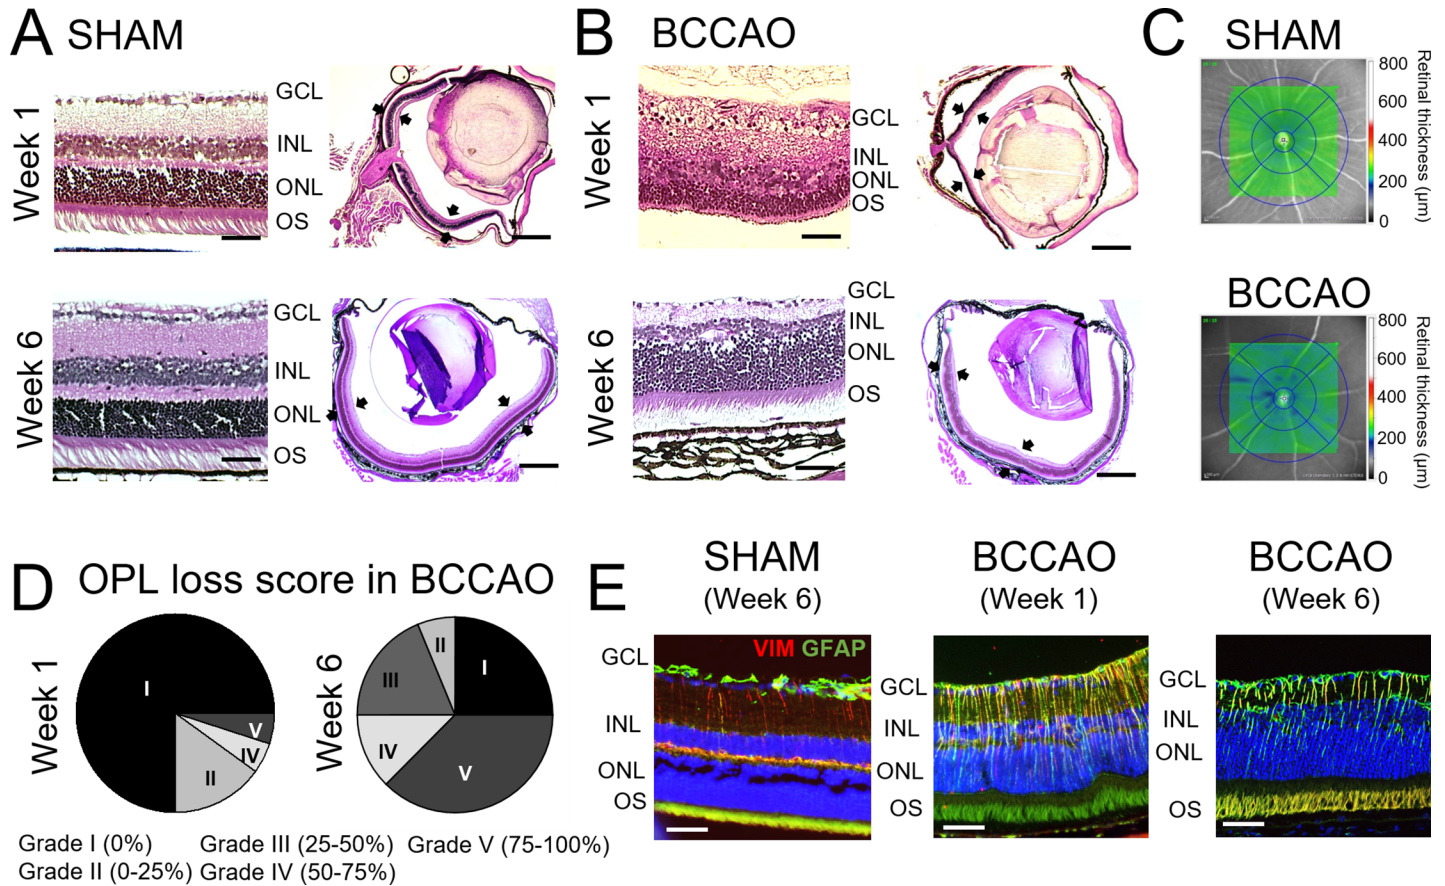 A SHAM
Week 1
GCL
INL
ONL
OS
Week 6
GCL
INL
ONL
OS
B BCCAO
Week 1
GCL
INL
ONL
OS
Week 6
GCL
INL
ONL
OS
C SHAM
800
600
400
200
0
Retinal thickness (µm)
BCCAO
800
600
400
200
0
Retinal thickness (µm)
D OPL loss score in BCCAO
Week 1
I
II
IV
V
Week 6
I
II
III
IV
V
Grade I (0%) Grade III (25-50%) Grade V (75-100%)
Grade II (0-25%) Grade IV (50-75%)
E
SHAM
(Week 6)
VIM GFAP
GCL
INL
ONL
OS
BCCAO
(Week 1)
GCL
INL
ONL
OS
BCCAO
(Week 6)
GCL
INL
ONL
OS